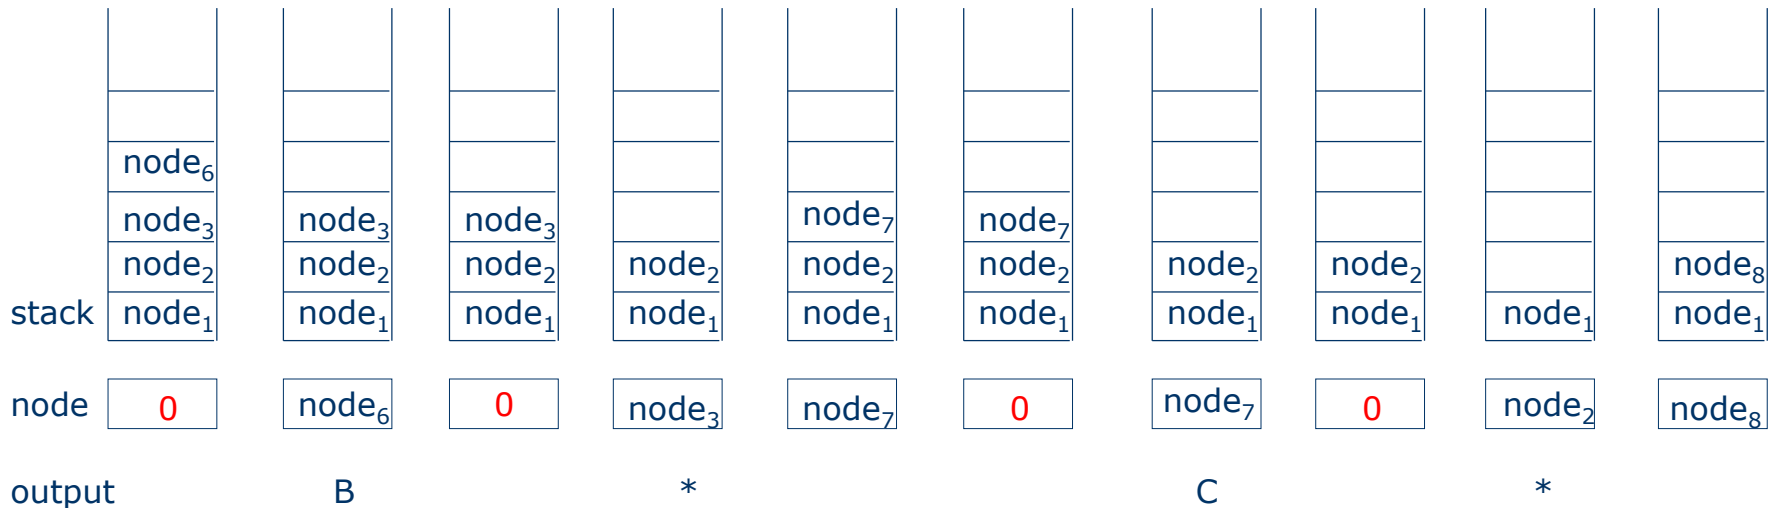 node₆
node₃ node₃ node₃ node₇ node₇
node₂ node₂ node₂ node₂ node₂ node₂ node₂ node₂ node₈
stack node₁ node₁ node₁ node₁ node₁ node₁ node₁ node₁ node₁ node₁
node 0 node₆ 0 node₃ node₇ 0 node₇ 0 node₂ node₈
output B * C *